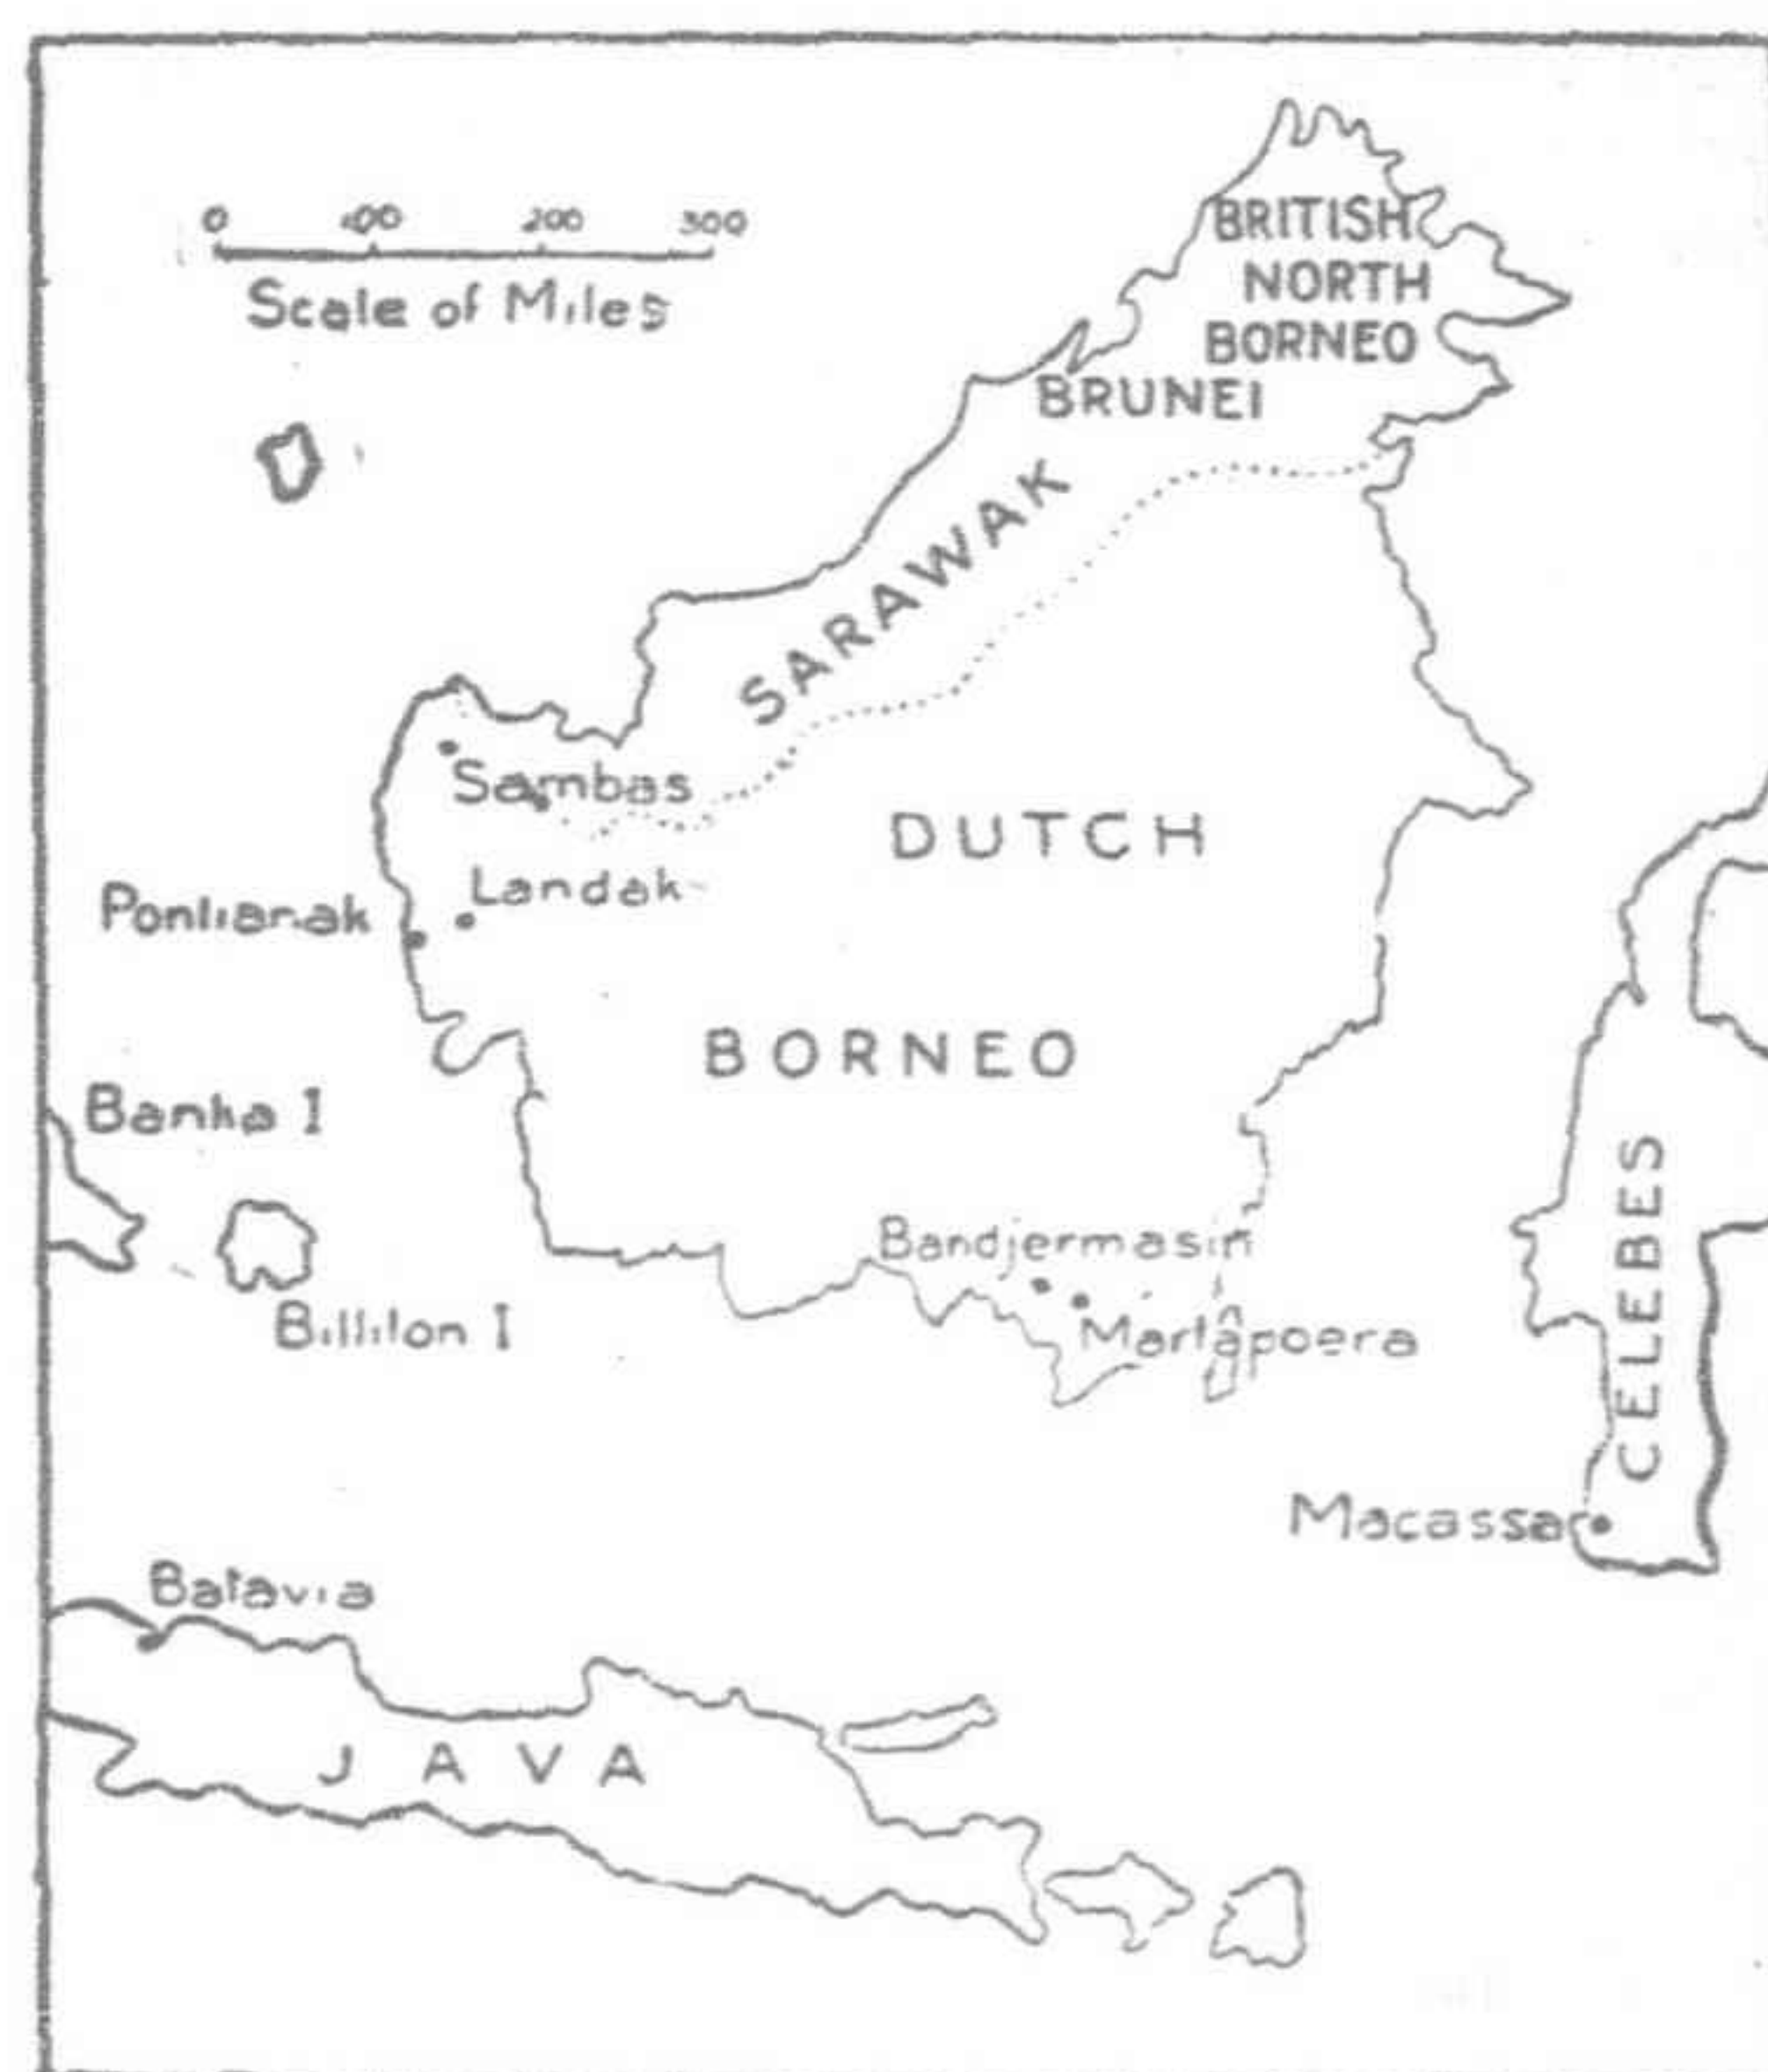 0 100 200 300
Scale of Miles
BRITISH
NORTH
BORNEO
BRUNEI
SARAWAK
Sambas
DUTCH
Landak
Pontianak
BORNEO
Banka I
CELEBES
Bandjermasin
Billiton I
Martapoera
Macassar
Batavia
JAVA